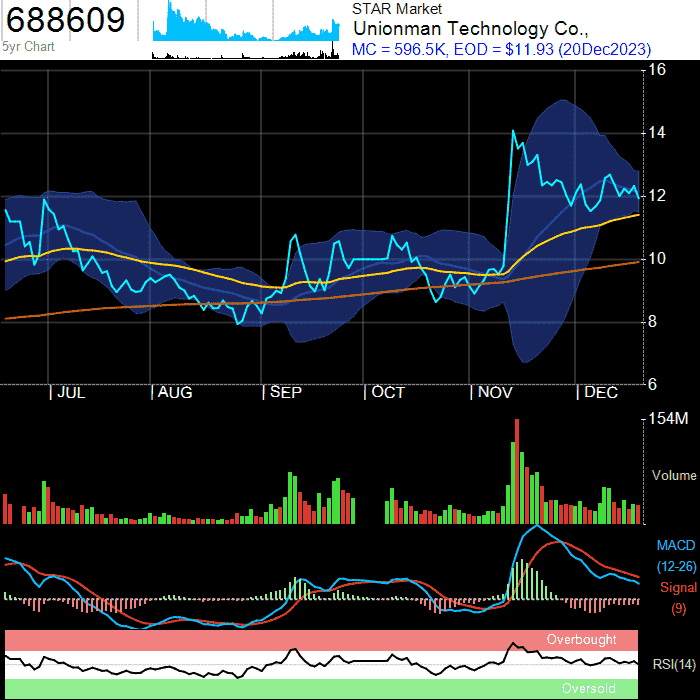 688609
5yr Chart
STAR Market
Unionman Technology Co.,
MC = 596.5K, EOD = $11.93 (20Dec2023)
16
14
12
10
8
6
| JUL | AUG | SEP | OCT | NOV | DEC
154M
Volume
MACD
(12-26)
Signal
(9)
Overbought
RSI(14)
Oversold